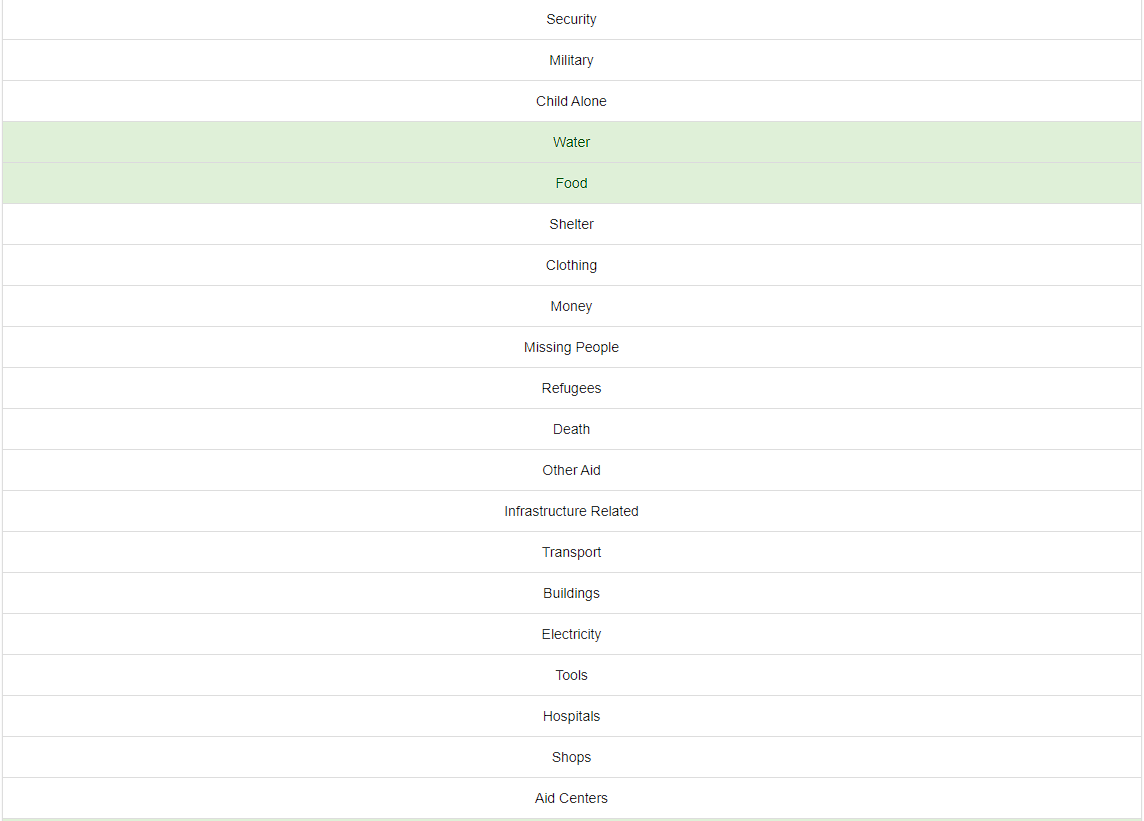 Security
Military
Child Alone
Water
Food
Shelter
Clothing
Money
Missing People
Refugees
Death
Other Aid
Infrastructure Related
Transport
Buildings
Electricity
Tools
Hospitals
Shops
Aid Centers